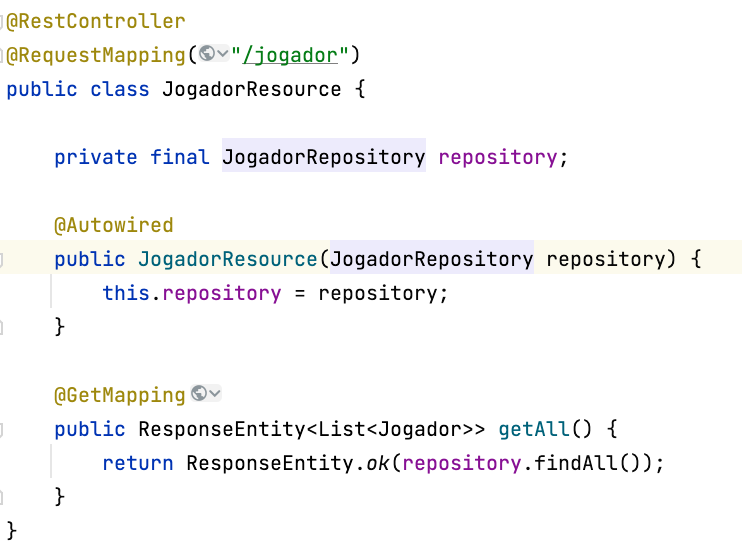 @RestController
@RequestMapping("/jogador")
public class JogadorResource {
private final JogadorRepository repository;
@Autowired
public JogadorResource(JogadorRepository repository) {
this.repository = repository;
}
@GetMapping
public ResponseEntity<List<Jogador>> getAll() {
return ResponseEntity.ok(repository.findAll());
}
}